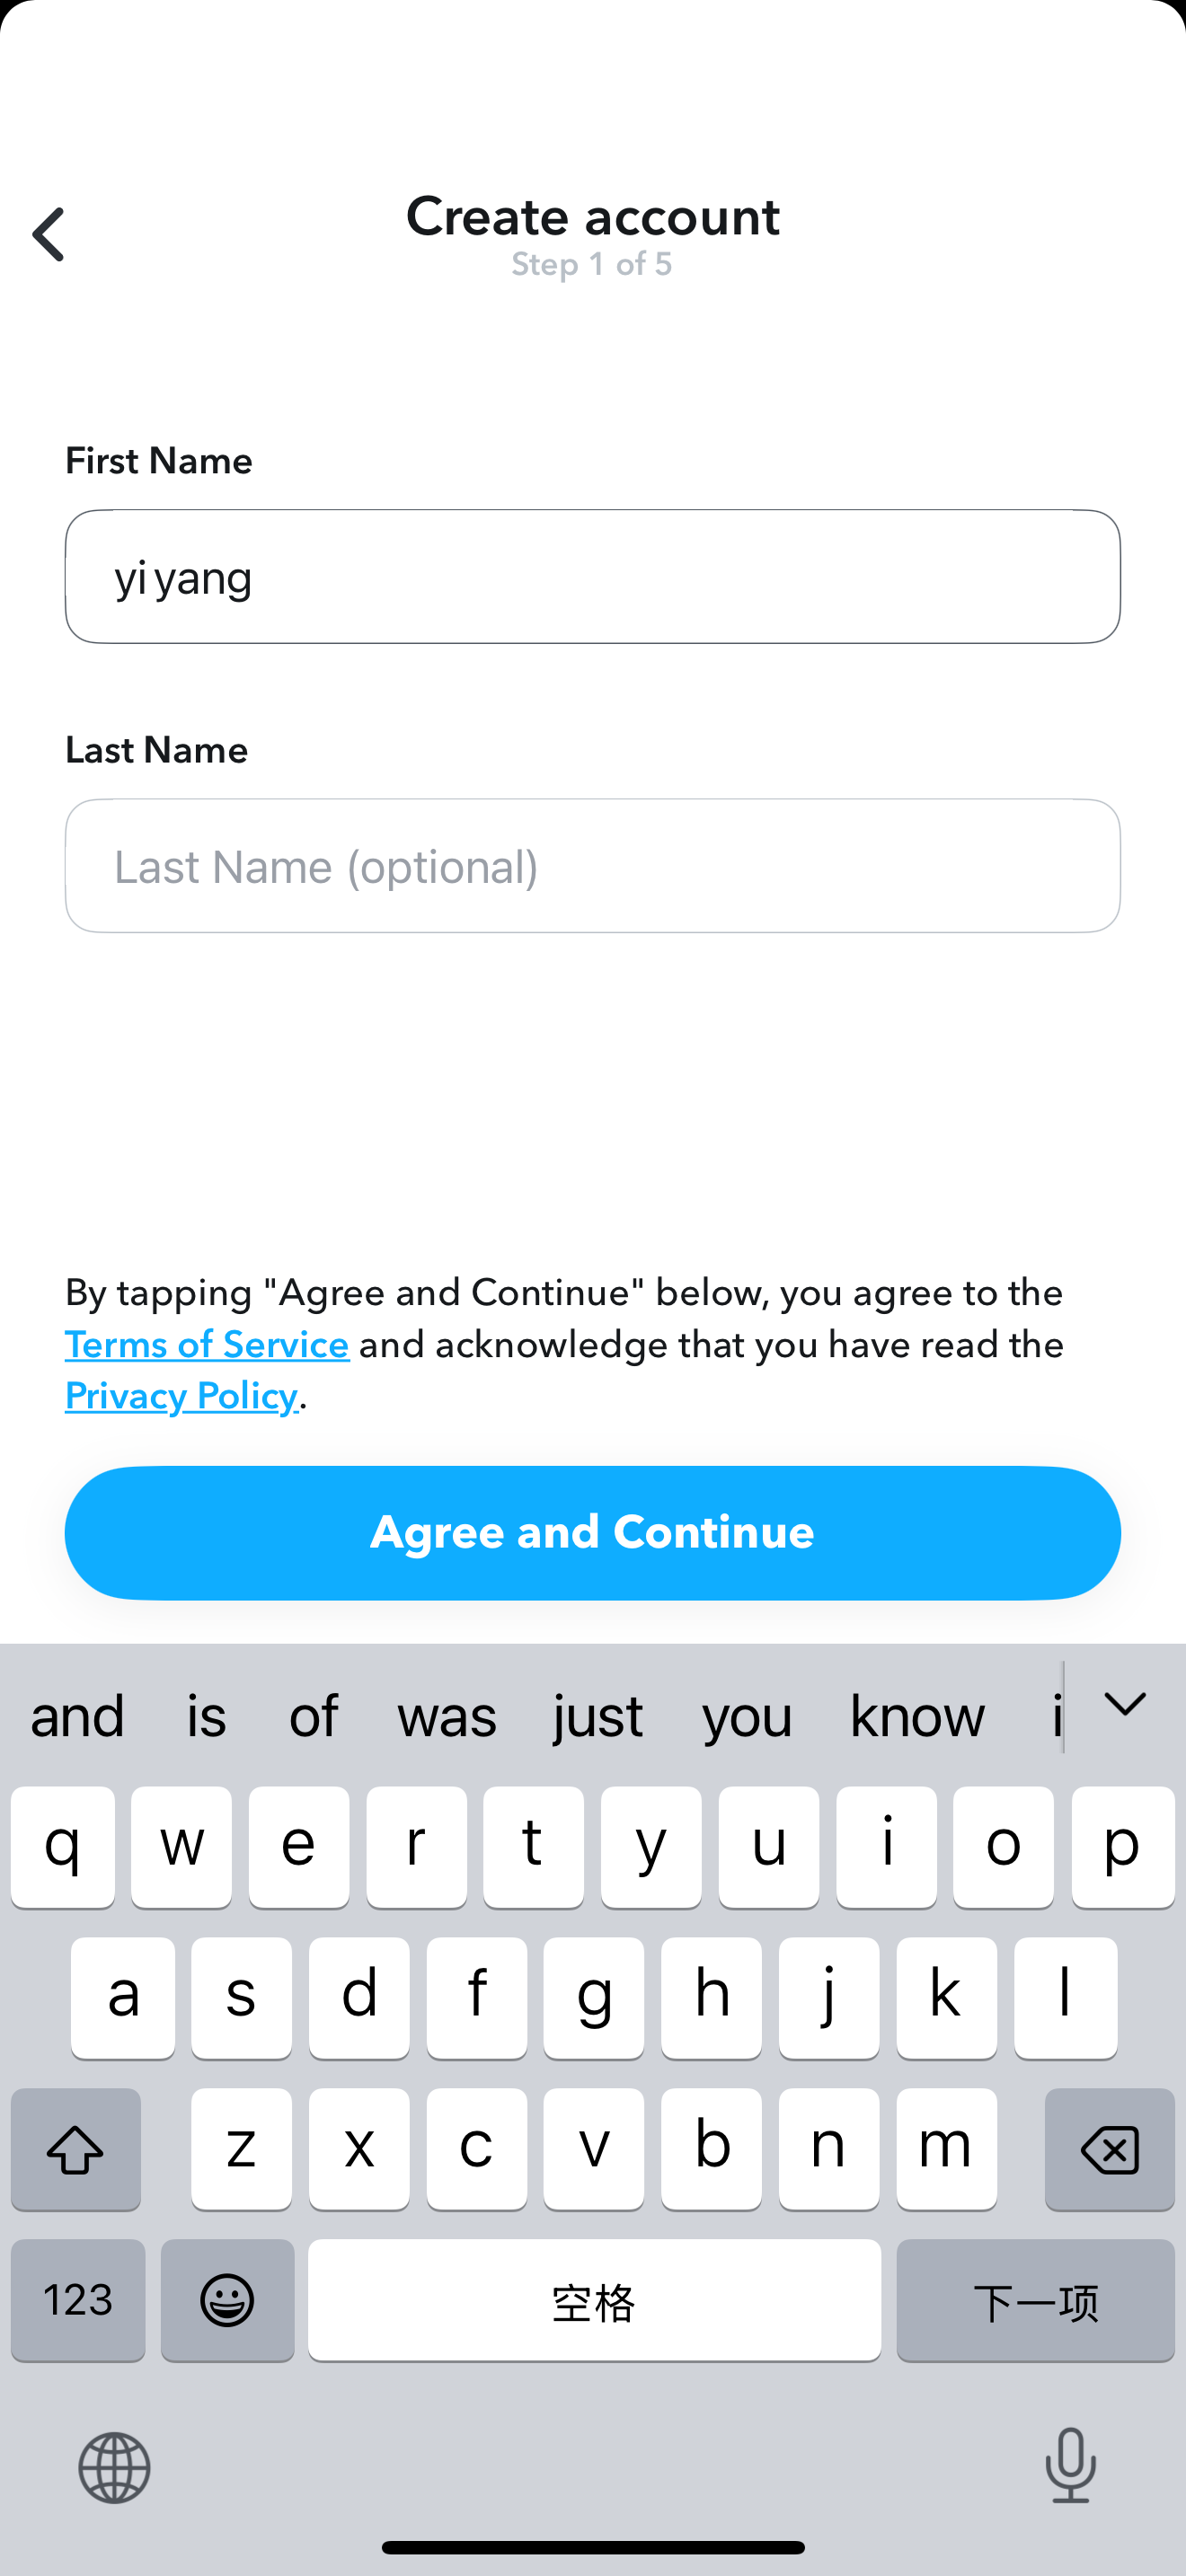 Create account
Step 1 of 5
First Name
yi yang
Last Name
Last Name (optional)
By tapping "Agree and Continue" below, you agree to the
Terms of Service and acknowledge that you have read the
Privacy Policy.
Agree and Continue
and is of was just you know i
q w e r t y u i o p
a s d f g h j k l
z x c v b n m
123 空格 下一项